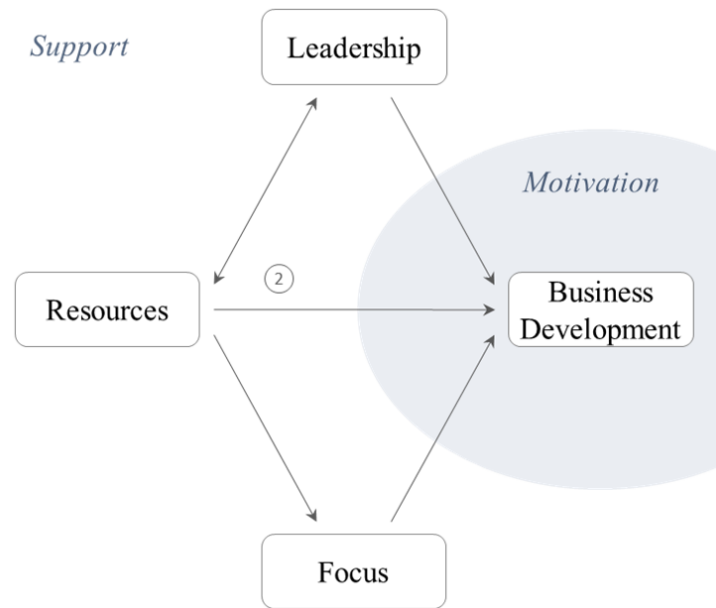 Support
Leadership
Motivation
2
Resources
Business
Development
Focus